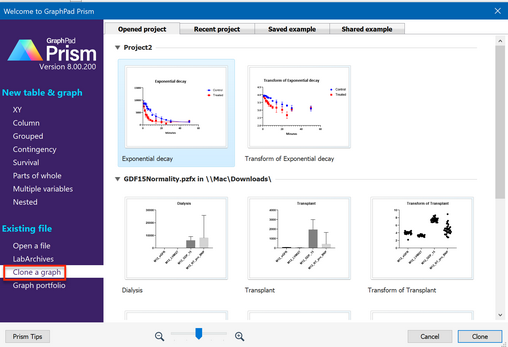 Welcome to GraphPad Prism
GraphPad
Prism
Version 8.00.200
New table & graph
XY
Column
Grouped
Contingency
Survival
Parts of whole
Multiple variables
Nested
Existing file
Open a file
LabArchives
Clone a graph
Graph portfolio
Opened project
Recent project
Saved example
Shared example
Project2
Exponential decay
Control
Treated
Minutes
Exponential decay
Transform of Exponential decay
Control
Treated
Minutes
Transform of Exponential decay
GDF15Normality.pzfx in \\Mac\Downloads\
Dialysis
Dialysis
Transplant
Transplant
Transform of Transplant
Transform of Transplant
Prism Tips
Cancel
Clone